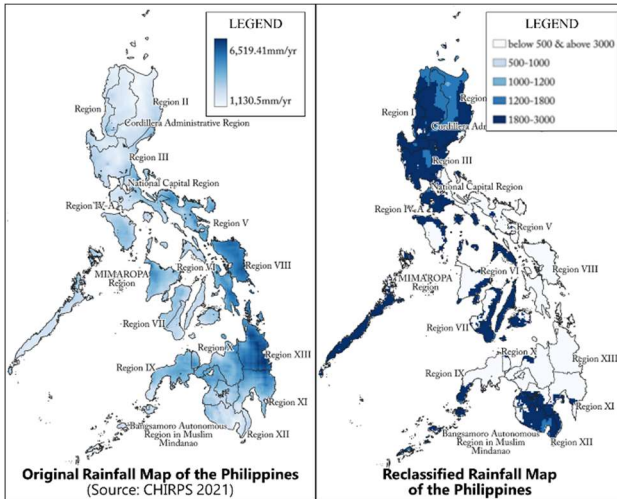 LEGEND
6,519.41mm/yr
1,130.5mm/yr
Region I
Region II
Cordillera Administrative Region
Region III
National Capital Region
Region IV-A
Region V
MIMAROPA
Region
Region VI
Region VIII
Region VII
Region X
Region XIII
Region IX
Region XI
Bangsamoro Autonomous
Region in Muslim
Mindanao
Region XII
Original Rainfall Map of the Philippines
(Source: CHIRPS 2021)
LEGEND
below 500 & above 3000
500-1000
1000-1200
1200-1800
1800-3000
Region I
Region
Cordillera Adm
Region III
National Capital Region
Region IV-A
Region V
MIMAROPA
Region
Region VI
Region VIII
Region VII
Region X
Region XIII
Region IX
Region XI
Bangsamoro Autonomous
Region in Muslim
Mindanao
Region XII
Reclassified Rainfall Map
of the Philippines